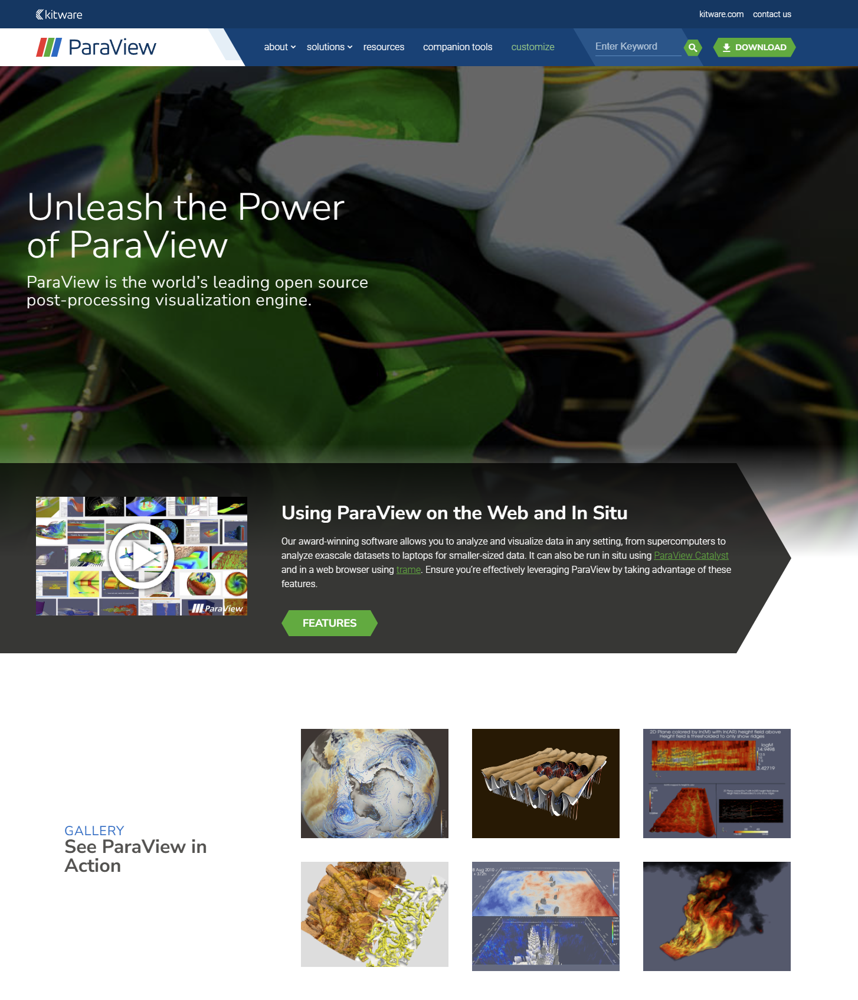 kitware
kitware.com contact us
ParaView
about solutions resources companion tools customize
Enter Keyword
DOWNLOAD
Unleash the Power
of ParaView
ParaView is the world's leading open source
post-processing visualization engine.
Using ParaView on the Web and In Situ
Our award-winning software allows you to analyze and visualize data in any setting, from supercomputers to
analyze exascale datasets to laptops for smaller-sized data. It can also be run in situ using ParaView Catalyst
and in a web browser using trame. Ensure you're effectively leveraging ParaView by taking advantage of these
features.
ParaView
FEATURES
GALLERY
See ParaView in
Action
2D Plane colored by ln(M) with ln(AR) height field above
Height field is thresholded to only show ridges
logM
14.9498
12.5
3.42719
8 Aug 2010
+ 372h